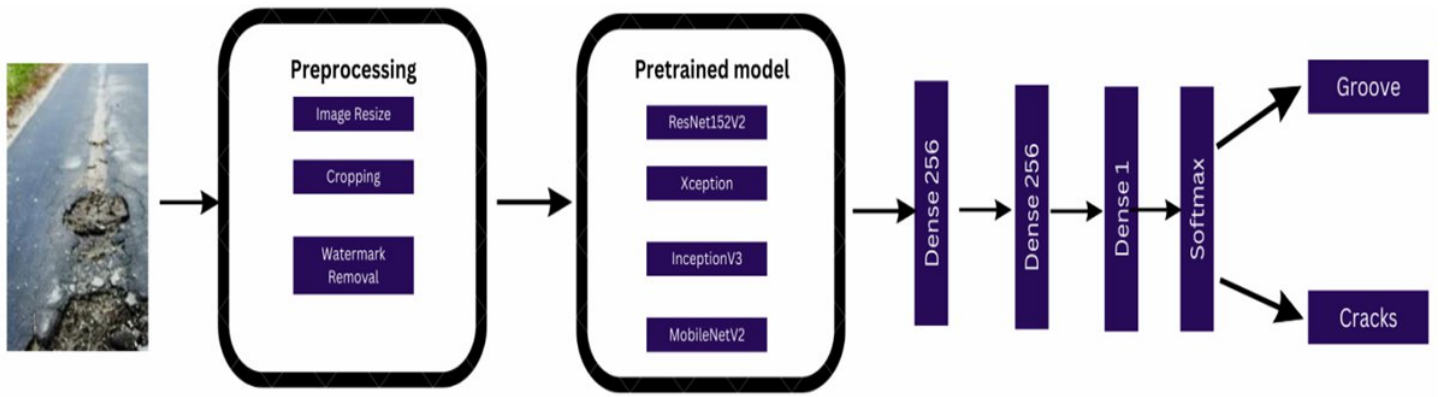 Preprocessing
Image Resize
Cropping
Watermark
Removal
Pretrained model
ResNet152V2
Xception
InceptionV3
MobileNetV2
Dense 256
Dense 256
Dense 1
Softmax
Groove
Cracks